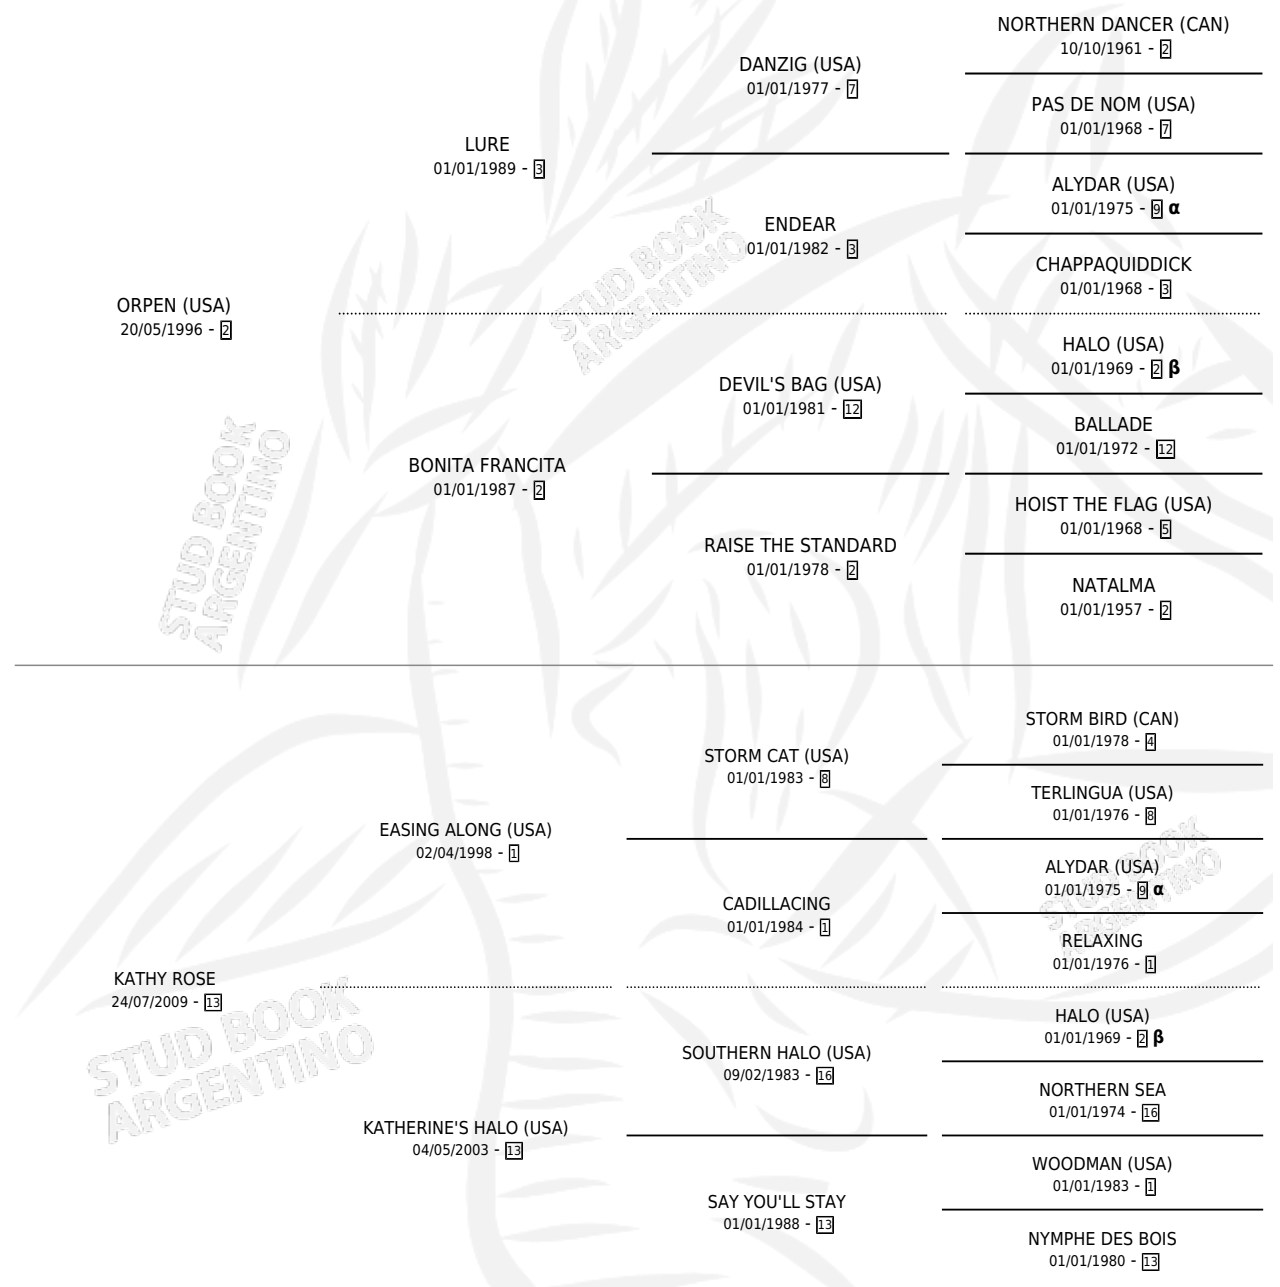 NORTHERN DANCER (CAN)
10/10/1961 - 2
DANZIG (USA)
01/01/1977 - 7
PAS DE NOM (USA)
01/01/1968 - 7
LURE
01/01/1989 - 3
ALYDAR (USA)
01/01/1975 - 9 α
ENDEAR
01/01/1982 - 3
CHAPPAQUIDDICK
01/01/1968 - 3
ORPEN (USA)
20/05/1996 - 2
HALO (USA)
01/01/1969 - 2 β
DEVIL'S BAG (USA)
01/01/1981 - 12
BALLADE
01/01/1972 - 12
BONITA FRANCITA
01/01/1987 - 2
HOIST THE FLAG (USA)
01/01/1968 - 5
RAISE THE STANDARD
01/01/1978 - 2
NATALMA
01/01/1957 - 2
STORM BIRD (CAN)
01/01/1978 - 4
STORM CAT (USA)
01/01/1983 - 8
TERLINGUA (USA)
01/01/1976 - 8
EASING ALONG (USA)
02/04/1998 - 1
ALYDAR (USA)
01/01/1975 - 9 α
CADILLACING
01/01/1984 - 1
RELAXING
01/01/1976 - 1
KATHY ROSE
24/07/2009 - 13
HALO (USA)
01/01/1969 - 2 β
SOUTHERN HALO (USA)
09/02/1983 - 16
NORTHERN SEA
01/01/1974 - 16
KATHERINE'S HALO (USA)
04/05/2003 - 13
WOODMAN (USA)
01/01/1983 - 1
SAY YOU'LL STAY
01/01/1988 - 13
NYMPHE DES BOIS
01/01/1980 - 13
STUD BOOK
ARGENTINO
STUD BOOK
ARGENTINO
STUD BOOK
ARGENTINO
STUD BOOK
ARGENTINO